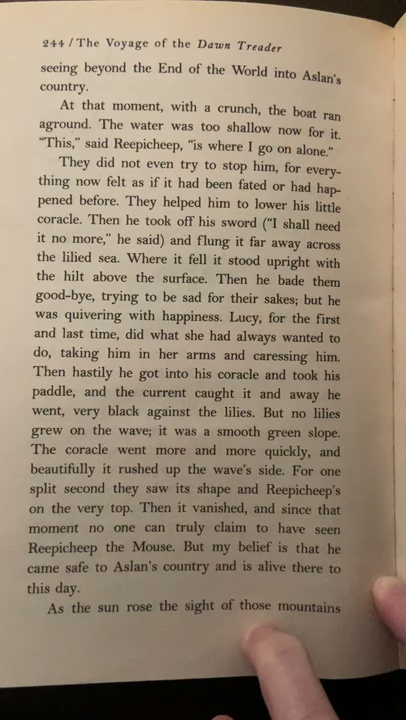 244 / The Voyage of the Dawn Treader
seeing beyond the End of the World into Aslan's
country.
At that moment, with a crunch, the boat ran
aground. The water was too shallow now for it.
"This," said Reepicheep, "is where I go on alone."
They did not even try to stop him, for every-
thing now felt as if it had been fated or had hap-
pened before. They helped him to lower his little
coracle. Then he took off his sword ("I shall need
it no more," he said) and flung it far away across
the lilied sea. Where it fell it stood upright with
the hilt above the surface. Then he bade them
good-bye, trying to be sad for their sakes; but he
was quivering with happiness. Lucy, for the first
and last time, did what she had always wanted to
do, taking him in her arms and caressing him.
Then hastily he got into his coracle and took his
paddle, and the current caught it and away he
went, very black against the lilies. But no lilies
grew on the wave; it was a smooth green slope.
The coracle went more and more quickly, and
beautifully it rushed up the wave's side. For one
split second they saw its shape and Reepicheep's
on the very top. Then it vanished, and since that
moment no one can truly claim to have seen
Reepicheep the Mouse. But my belief is that he
came safe to Aslan's country and is alive there to
this day.
As the sun rose the sight of those mountains